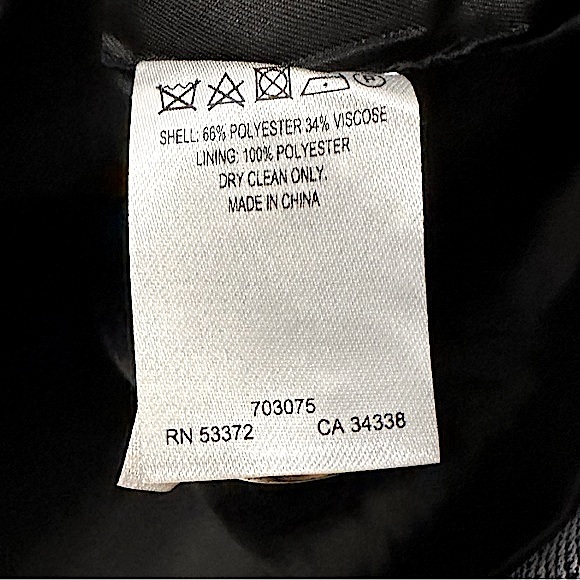 SHELL: 66% POLYESTER 34% VISCOSE
LINING: 100% POLYESTER
DRY CLEAN ONLY.
MADE IN CHINA
703075
RN 53372 CA 34338